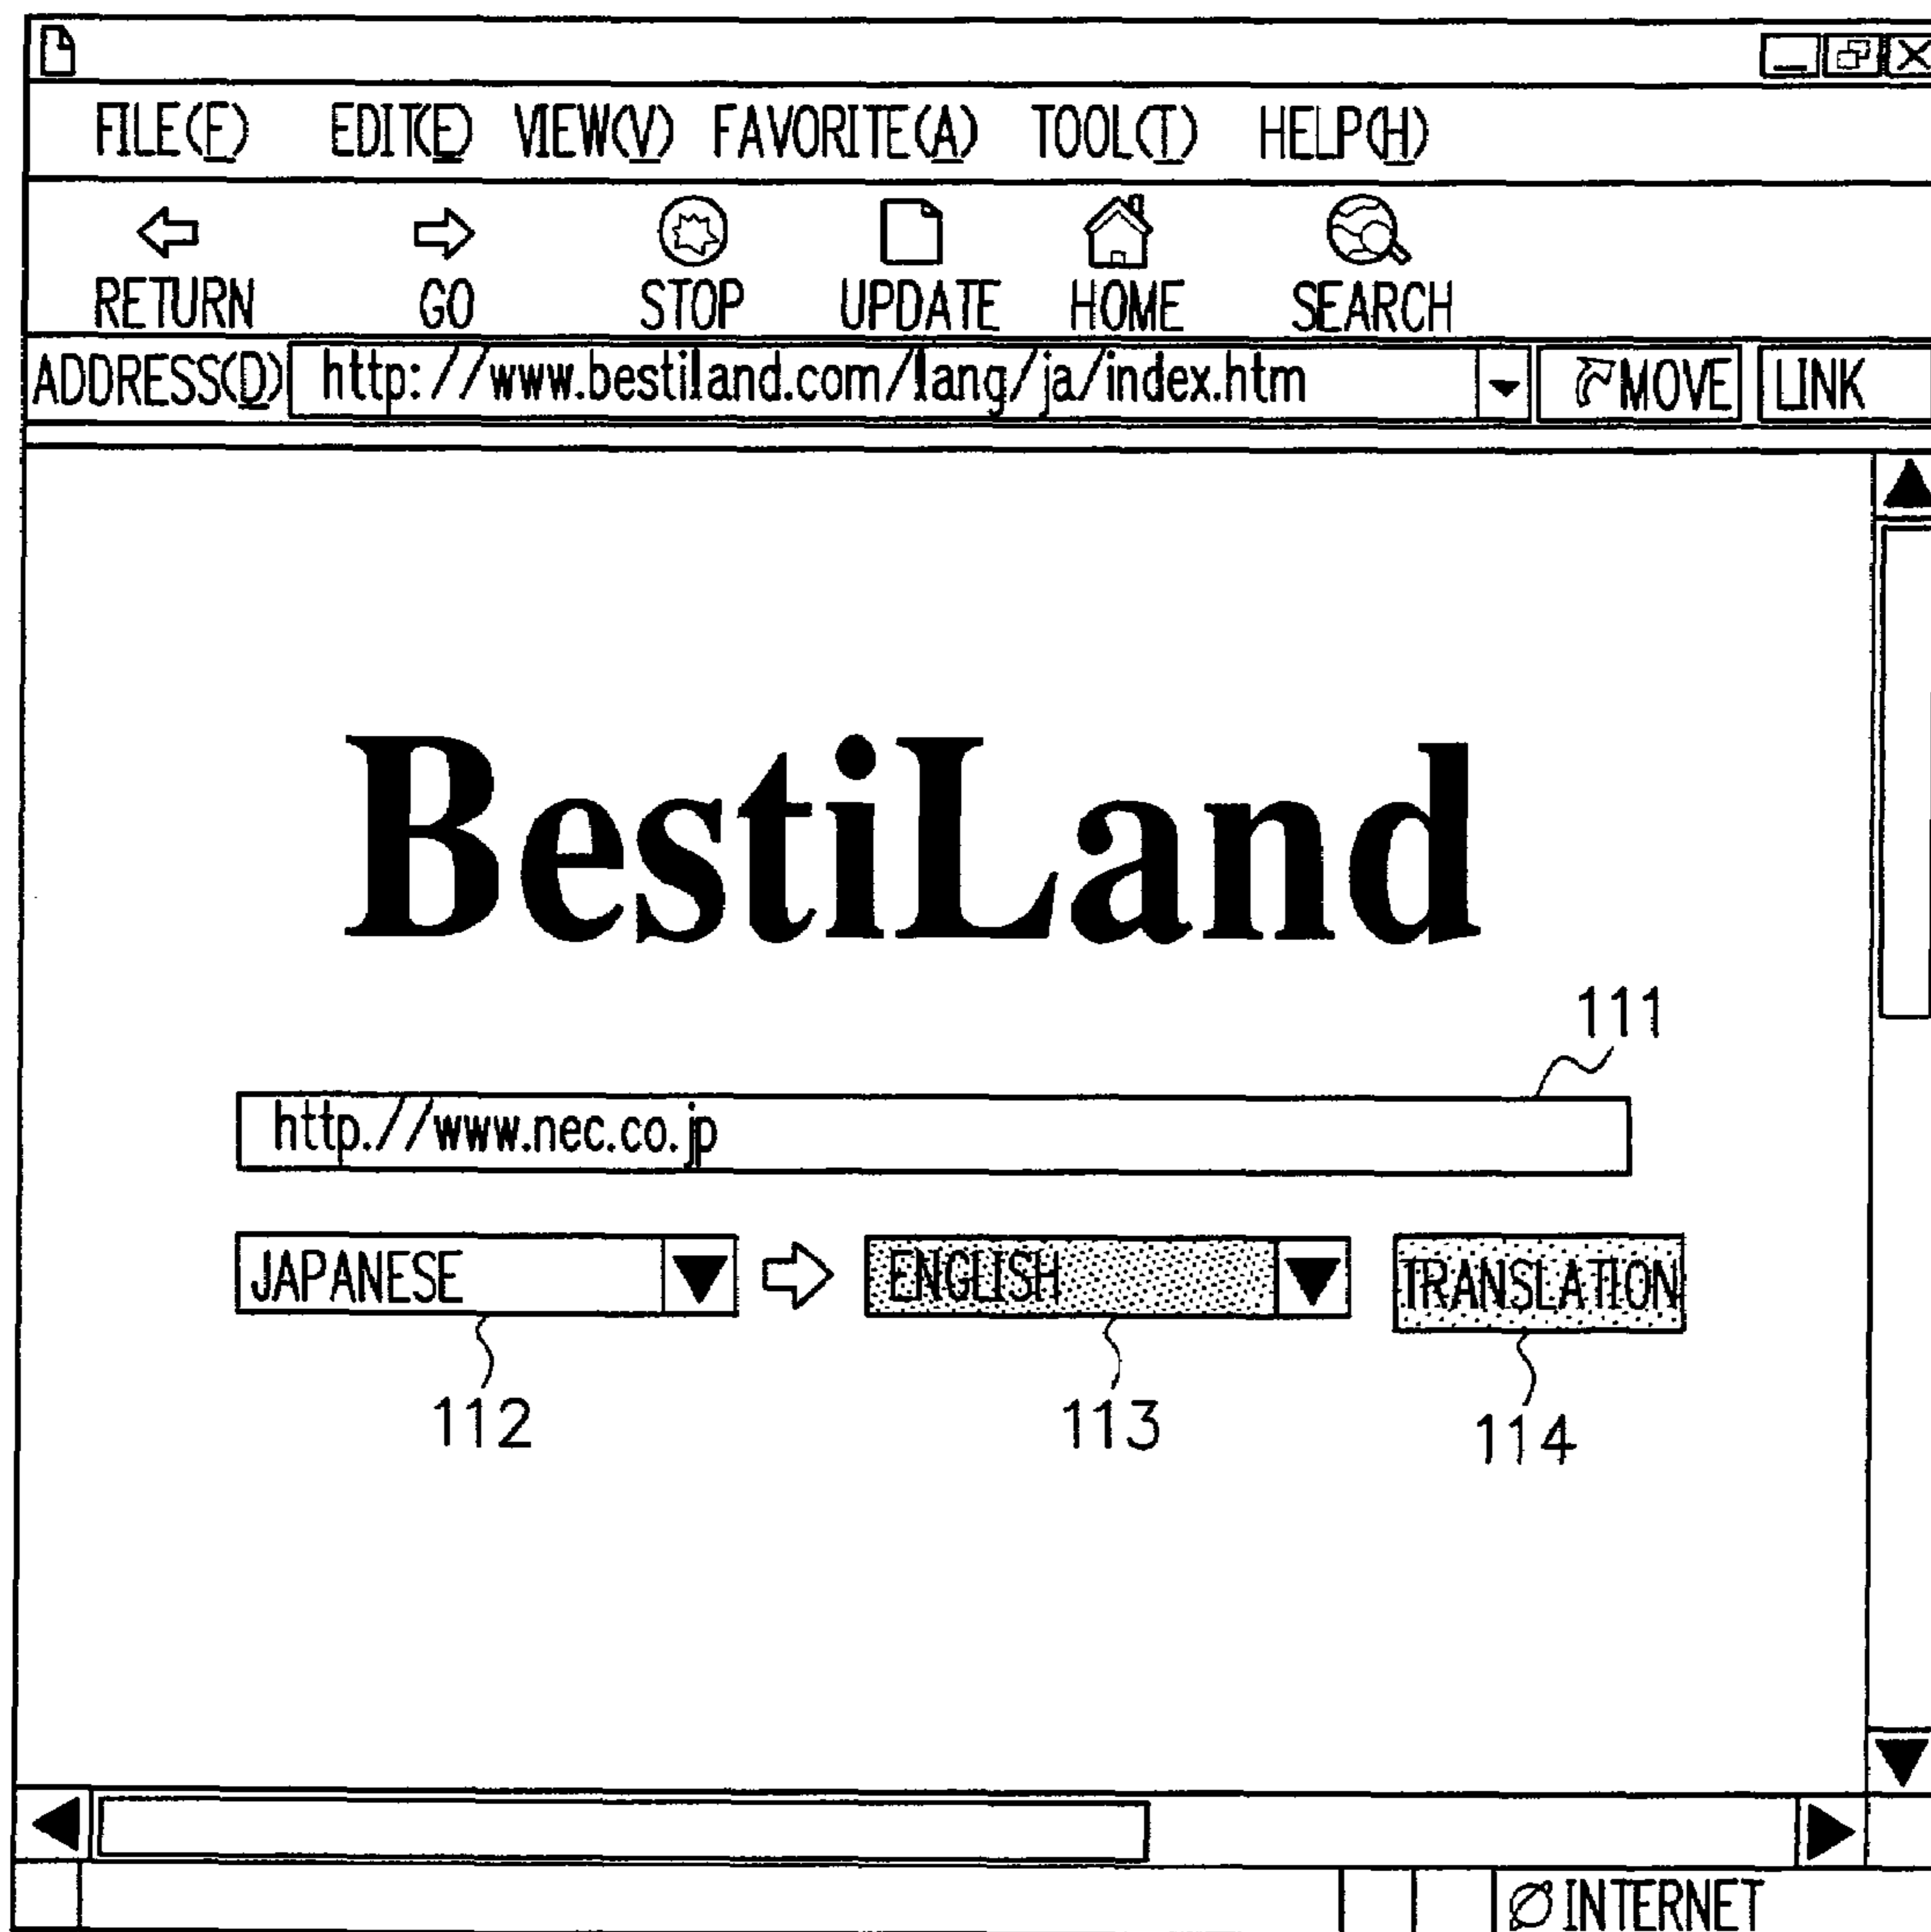 FILE(F) EDIT(E) VIEW(V) FAVORITE(A) TOOL(T) HELP(H)
RETURN GO STOP UPDATE HOME SEARCH
ADDRESS(D) http://www.bestiland.com/lang/ja/index.htm MOVE LINK
BestiLand
111
http.//www.nec.co.jp
JAPANESE ENGLISH TRANSLATION
112 113 114
INTERNET